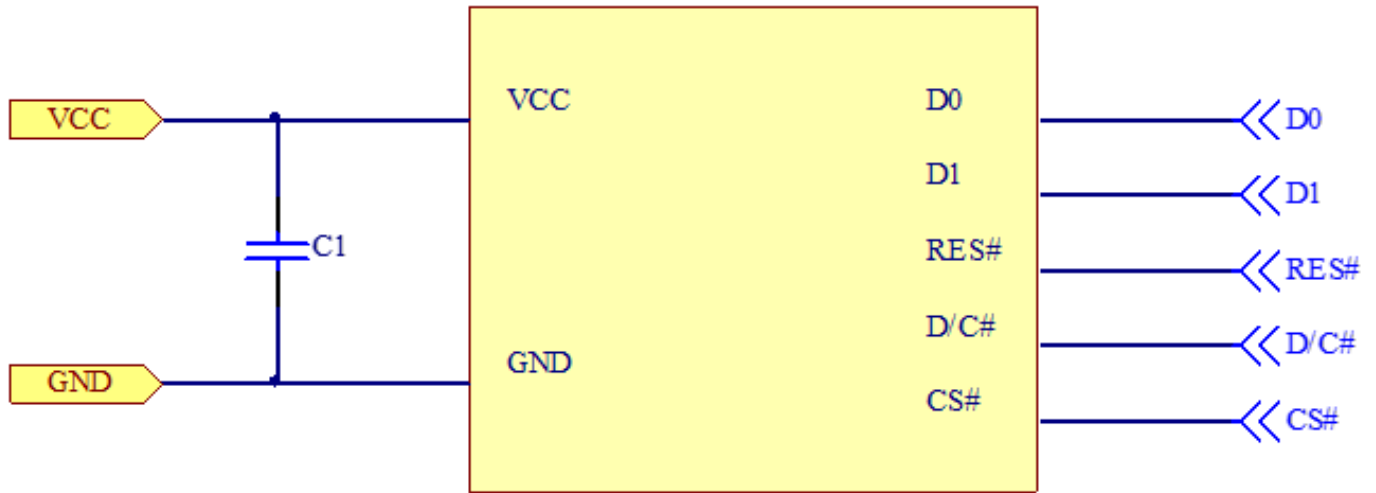 VCC
VCC
D0
D0
D1
D1
C1
RES#
RES#
D/C#
D/C#
GND
GND
CS#
CS#